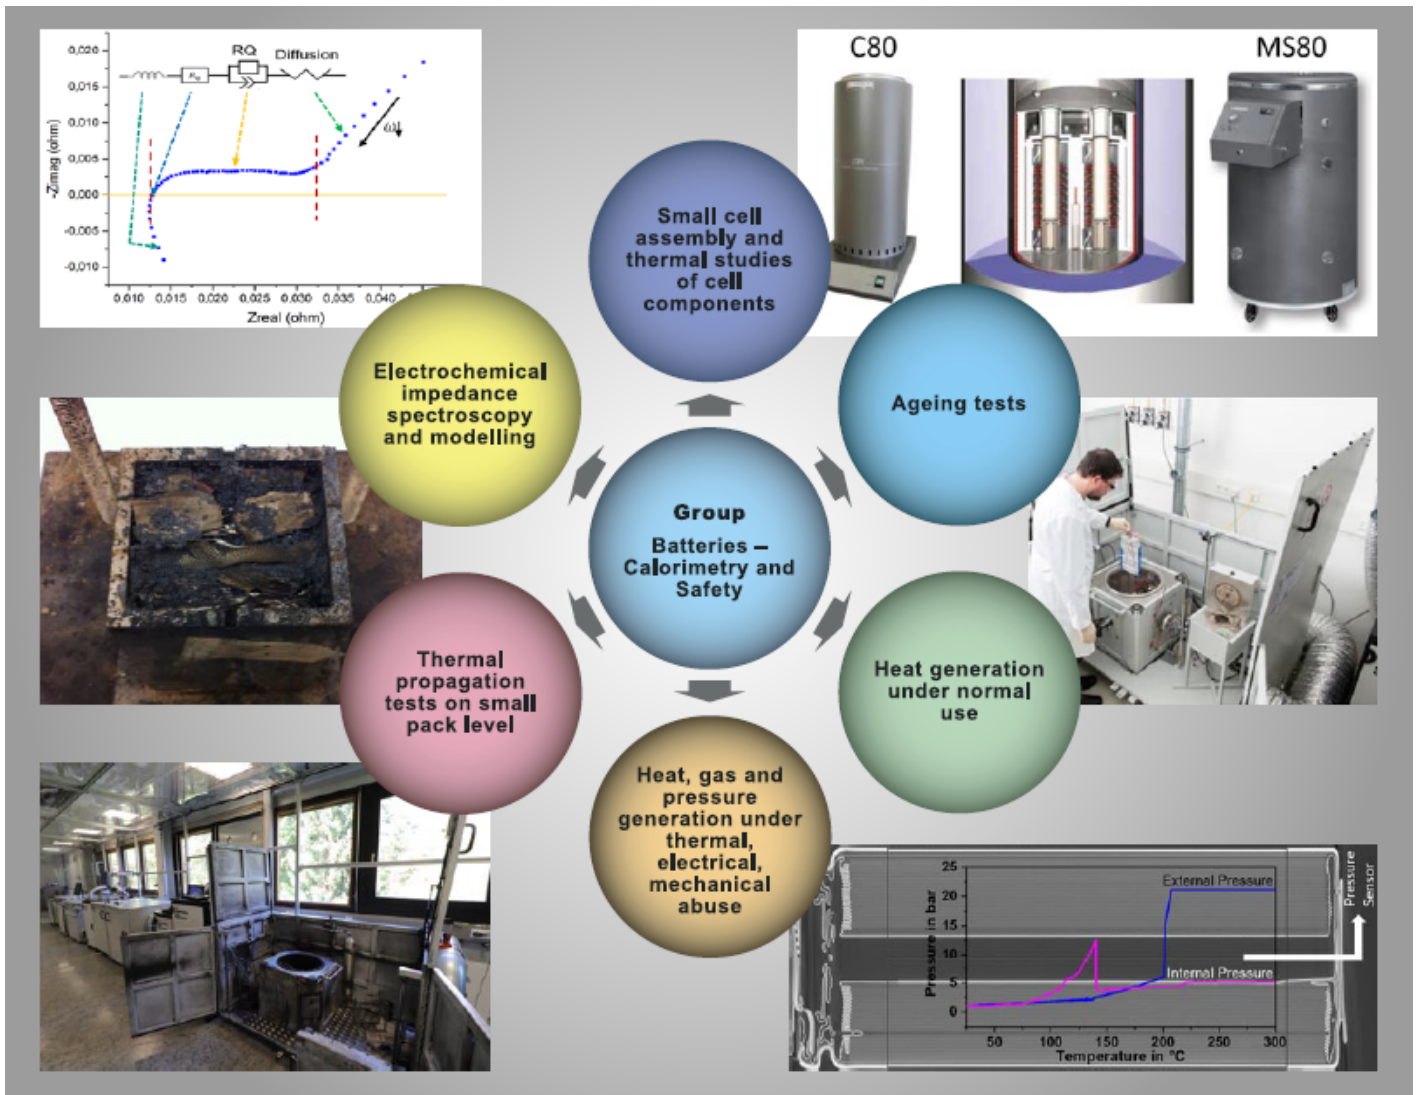 0,020
0,015
0,010
0,005
0,000
-0,005
-0,010
-Zimag (ohm)
RQ
Diffusion
ω
0,010
0,015
0,020
0,025
0,030
0,035
0,040
Zreal (ohm)
C80
MS80
Small cell
assembly and
thermal studies
of cell
components
Electrochemical
impedance
spectroscopy
and modelling
Ageing tests
Group
Batteries –
Calorimetry and
Safety
Thermal
propagation
tests on small
pack level
Heat generation
under normal
use
Heat, gas and
pressure
generation under
thermal,
electrical,
mechanical
abuse
25
20
15
10
5
0
Pressure in bar
External Pressure
Internal Pressure
50
100
150
200
250
300
Temperature in °C
Pressure
Sensor